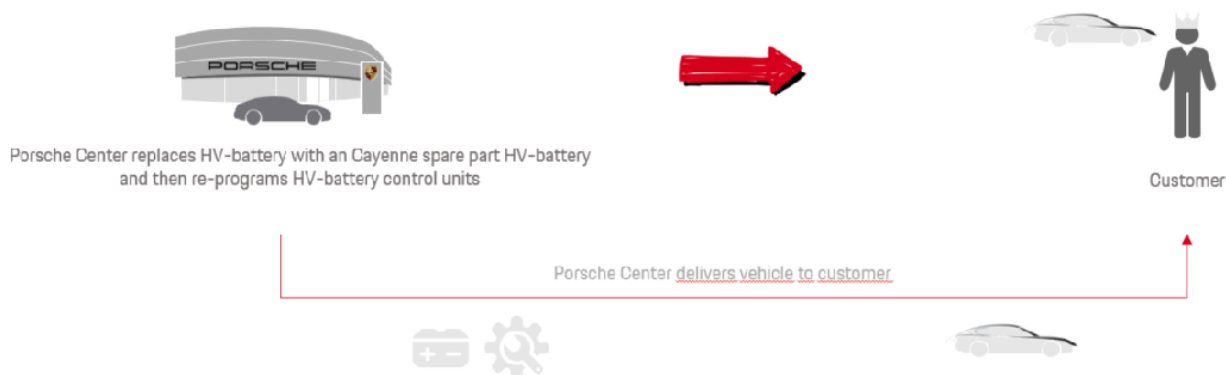 PORSCHE
Porsche Center replaces HV-battery with an Cayenne spare part HV-battery
and then re-programs HV-battery control units
Customer
Porsche Center delivers vehicle to customer